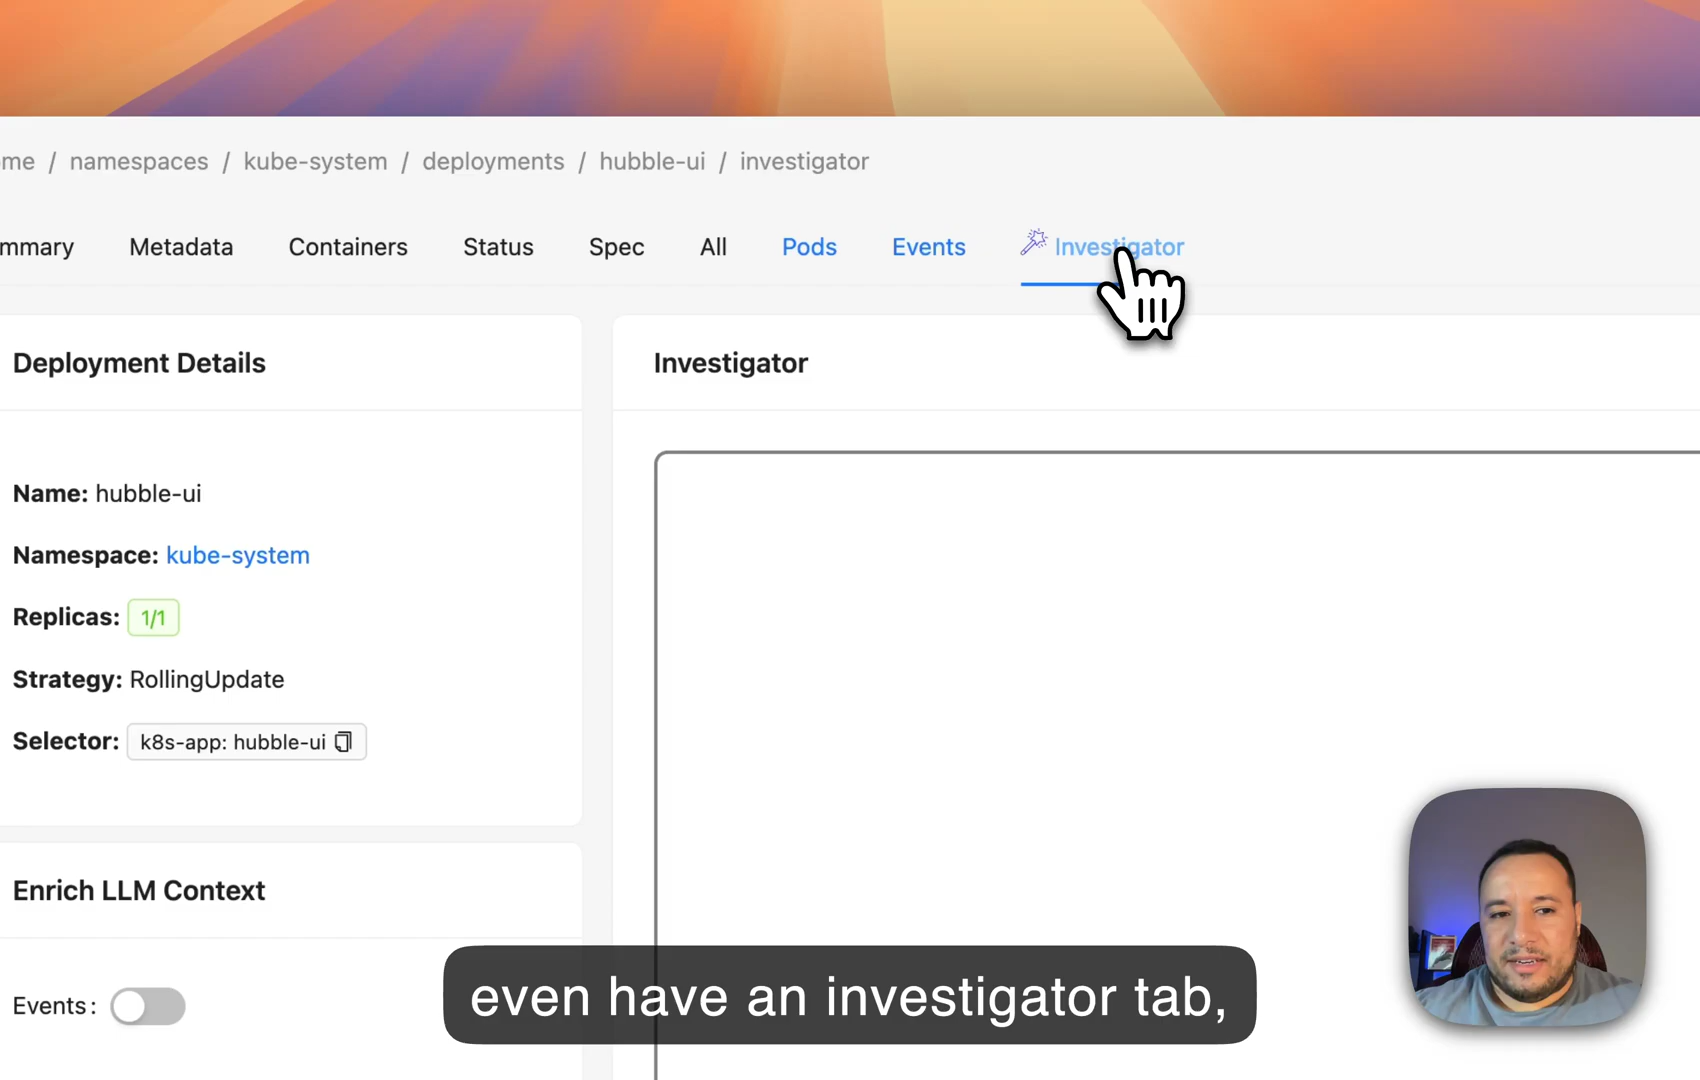 me / namespaces / kube-system / deployments / hubble-ui / investigator
mmary Metadata Containers Status Spec All Pods Events Investigator
Deployment Details
Name: hubble-ui
Namespace: kube-system
Replicas: 1/1
Strategy: RollingUpdate
Selector: k8s-app: hubble-ui
Enrich LLM Context
Events:
Investigator
even have an investigator tab,